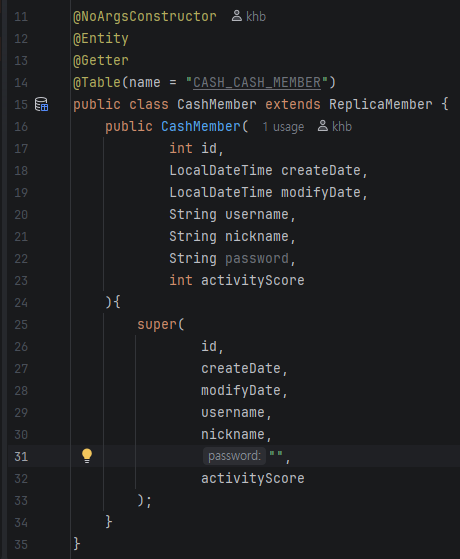 11 @NoArgsConstructor khb
12 @Entity
13 @Getter
14 @Table(name = "CASH_CASH_MEMBER")
15 public class CashMember extends ReplicaMember {
16 public CashMember( 1 usage khb
17 int id,
18 LocalDateTime createDate,
19 LocalDateTime modifyDate,
20 String username,
21 String nickname,
22 String password,
23 int activityScore
24 ){
25 super(
26 id,
27 createDate,
28 modifyDate,
29 username,
30 nickname,
31 password: "",
32 activityScore
33 );
34 }
35 }